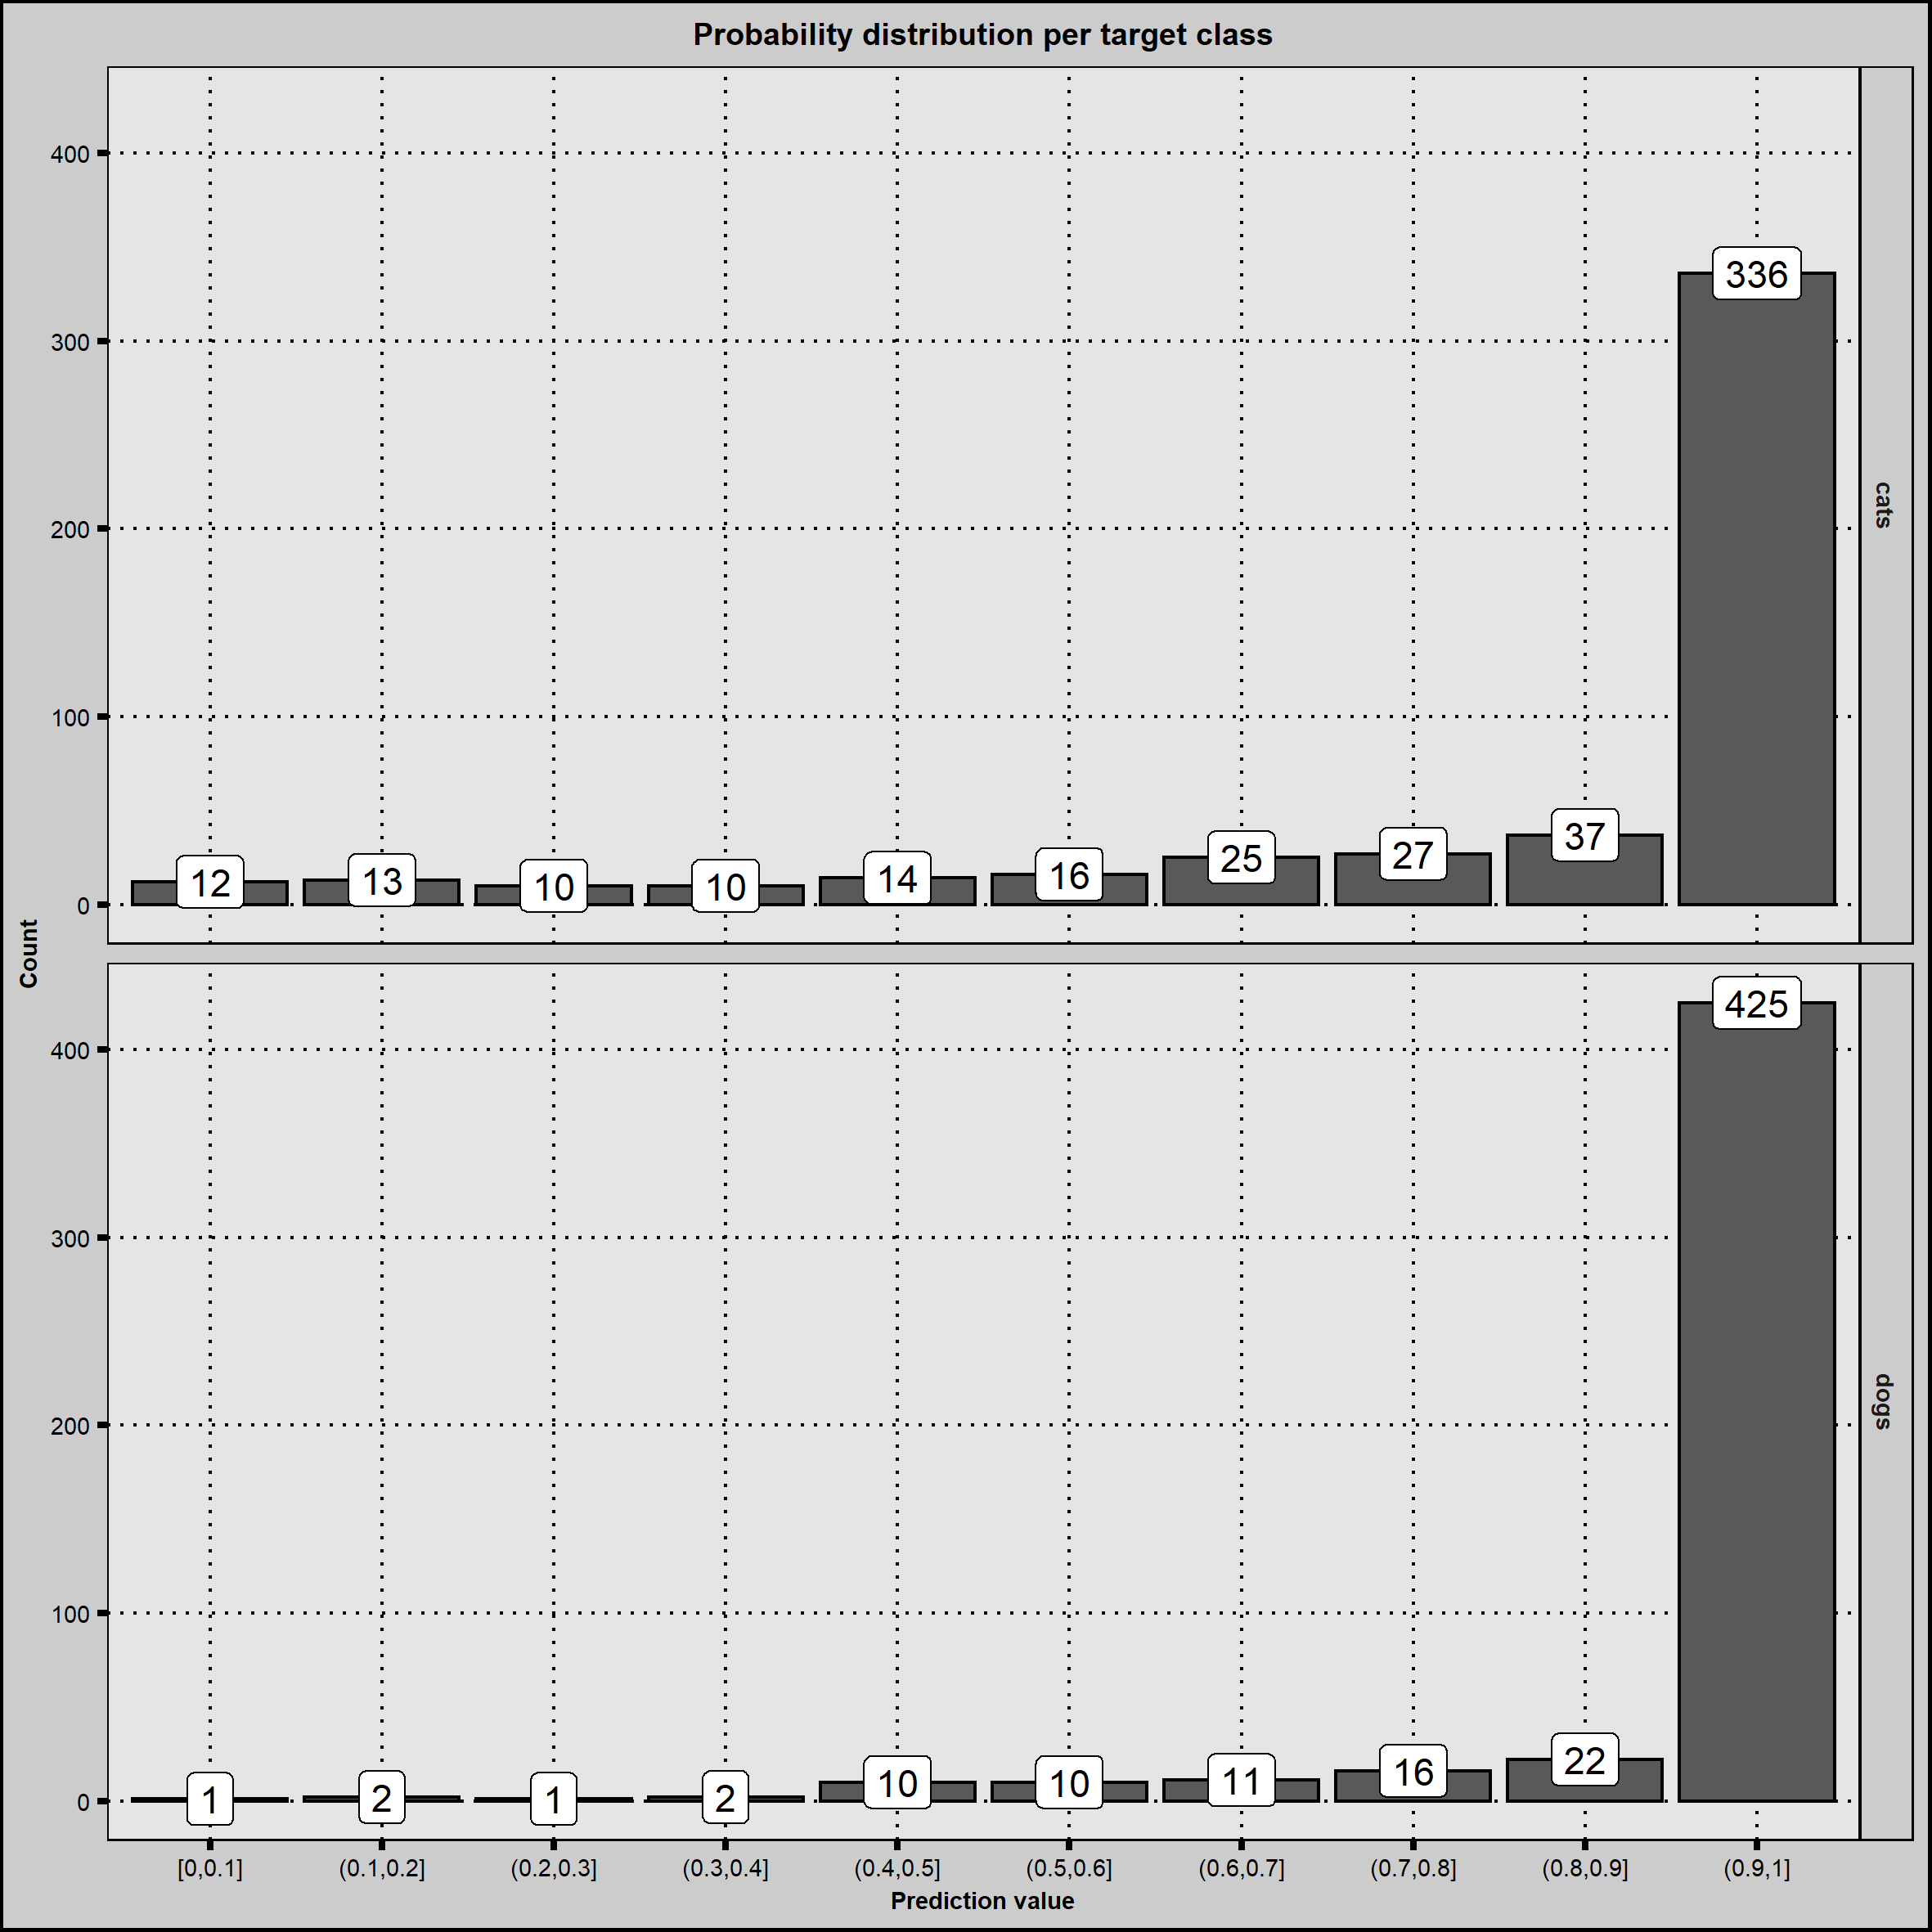 Probability distribution per target class
Count
400
300
200
100
0
12 13 10 10 14 16 25 27 37 336
cats
400
300
200
100
0
1 2 1 2 10 10 11 16 22 425
dogs
[0,0.1] (0.1,0.2] (0.2,0.3] (0.3,0.4] (0.4,0.5] (0.5,0.6] (0.6,0.7] (0.7,0.8] (0.8,0.9] (0.9,1]
Prediction value